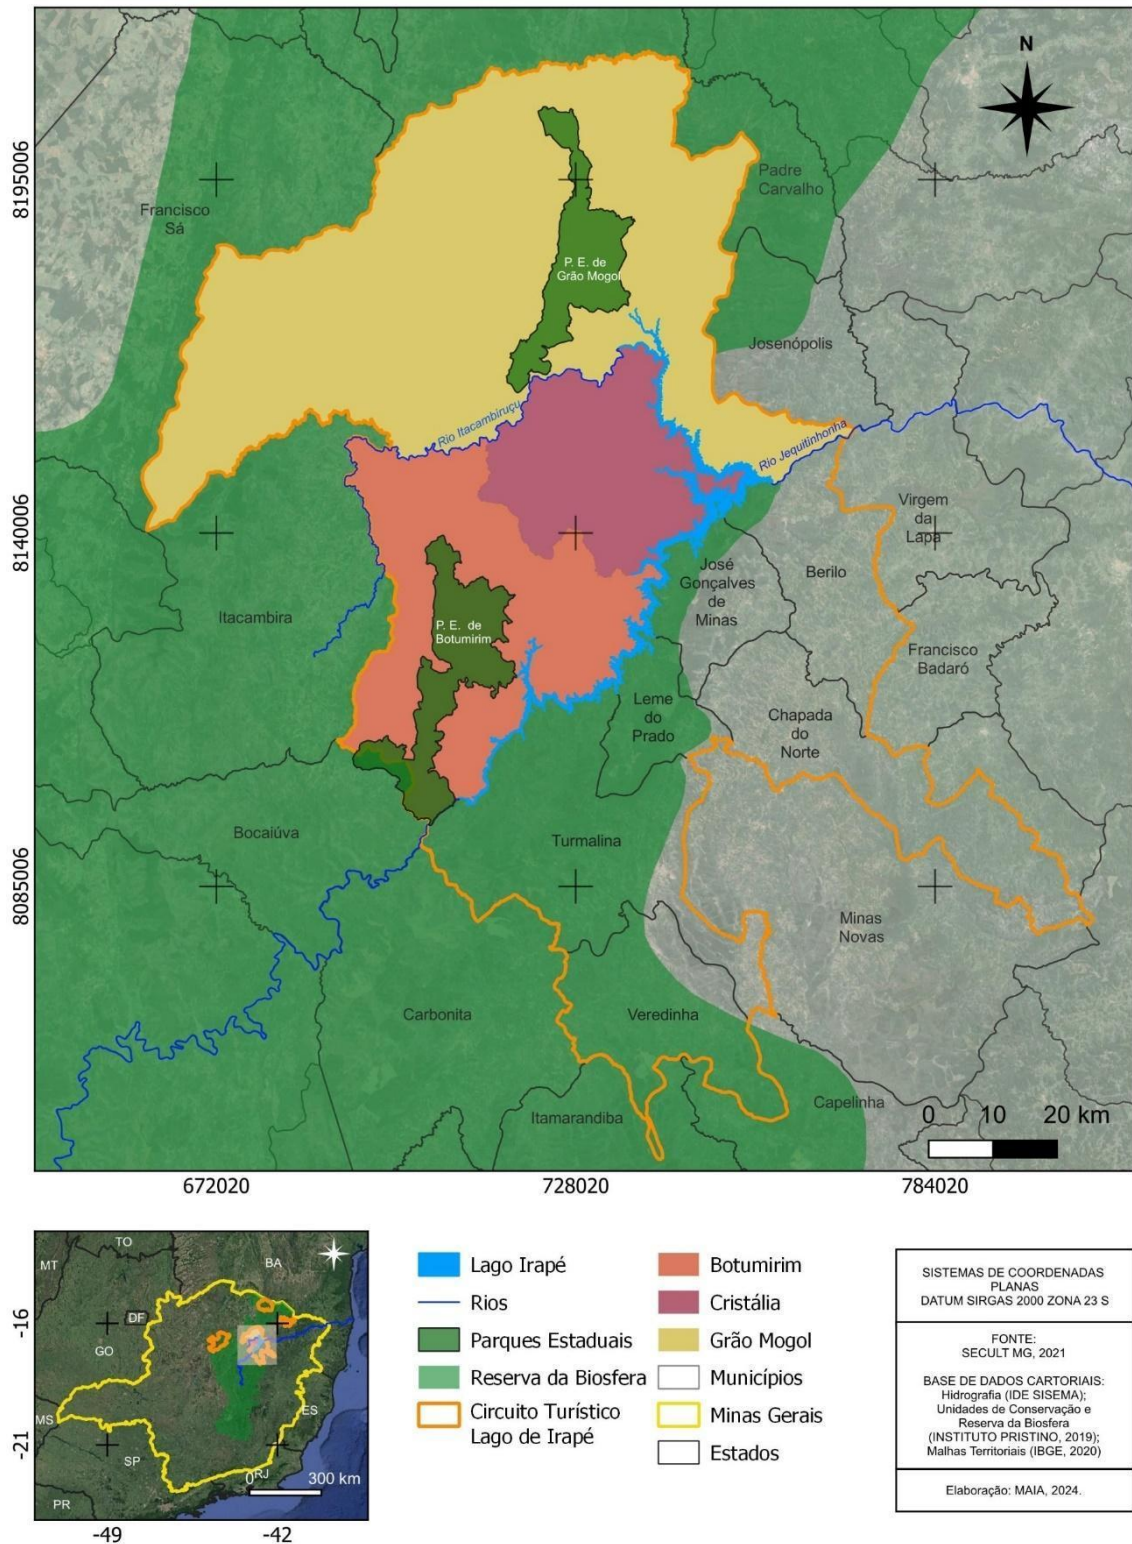 N
8195006
8140006
8085006
Francisco
Sá
Padre
Carvalho
P. E. de
Grão Mogol
Josenópolis
Rio Itacambiruçu
Rio Jequitinhonha
Virgem
da
Lapa
José
Gonçalves
de
Minas
Berilo
Itacambira
P. E. de
Botumirim
Francisco
Badaró
Leme
do
Prado
Chapada
do
Norte
Bocaiúva
Turmalina
Minas
Novas
Carbonita
Veredinha
Itamarandiba
Capelinha
0 10 20 km
672020 728020 784020
TO
MT
BA
DF
GO
MS
ES
SP
RJ
PR
0 300 km
-16
-21
-49 -42
Lago Irapé
Rios
Parques Estaduais
Reserva da Biosfera
Circuito Turístico
Lago de Irapé
Botumirim
Cristália
Grão Mogol
Municípios
Minas Gerais
Estados
SISTEMAS DE COORDENADAS
PLANAS
DATUM SIRGAS 2000 ZONA 23 S
FONTE:
SECULT MG, 2021
BASE DE DADOS CARTORIAIS:
Hidrografia (IDE SISEMA);
Unidades de Conservação e
Reserva da Biosfera
(INSTITUTO PRISTINO, 2019);
Malhas Territoriais (IBGE, 2020)
Elaboração: MAIA, 2024.